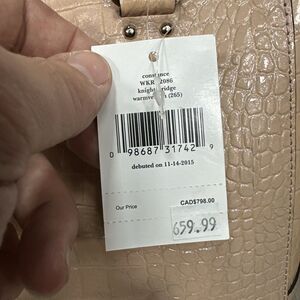 constance
2086
knightsbridge
(265)
0 98687 31742 9
debuted on 11-14-2015
Our Price CAD$798.00
659.99